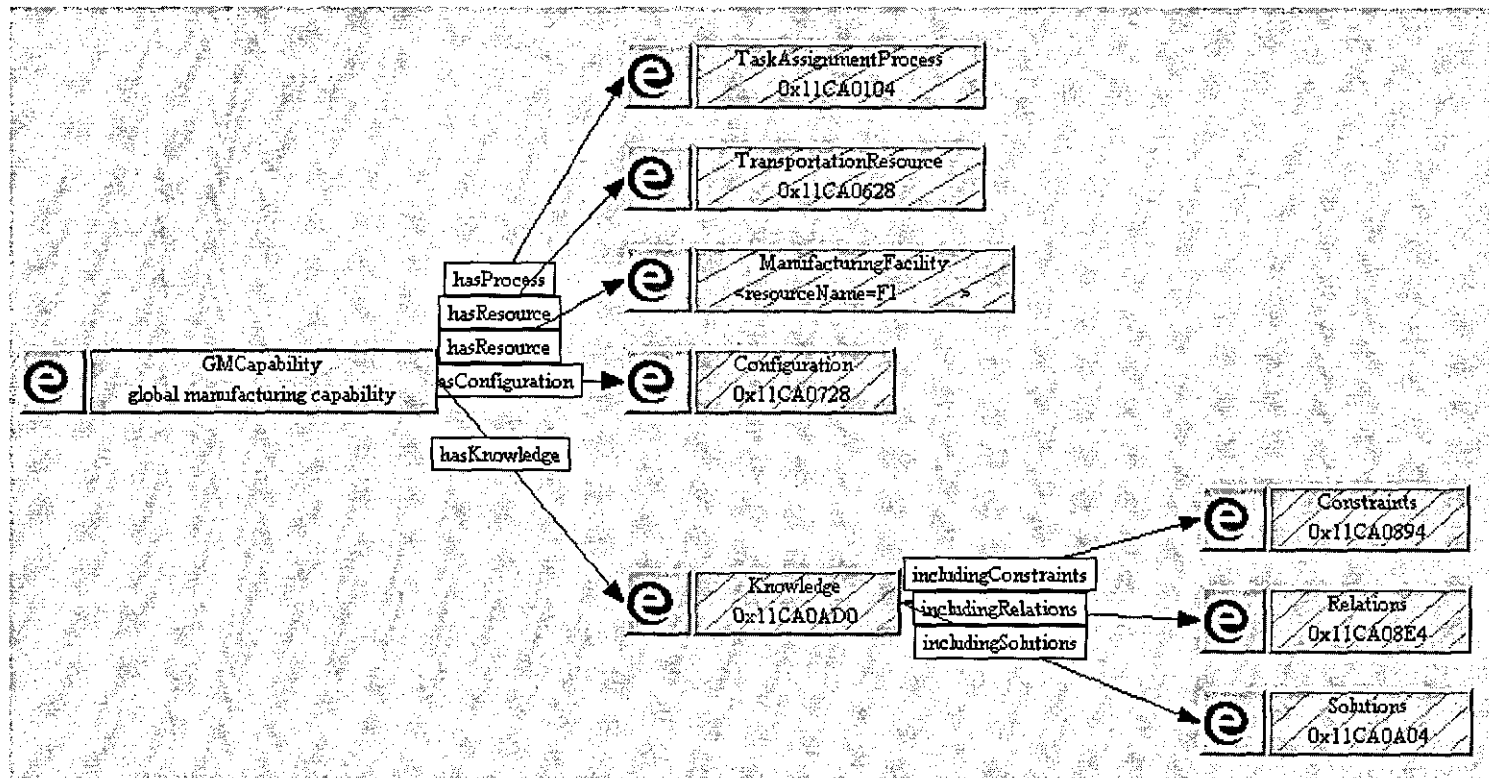 TaskAssignmentProcess
0x11CA0104
TransportationResource
0x11CA0628
hasProcess
ManufacturingFacility
<resourceName=F1 >
hasResource
hasResource
GMCapability
global manufacturing capability
asConfiguration
Configuration
0x11CA0728
hasKnowledge
Constraints
0x11CA0894
includingConstraints
Knowledge
0x11CA0AD0
includingRelations
Relations
0x11CA08E4
includingSolutions
Solutions
0x11CA0A04